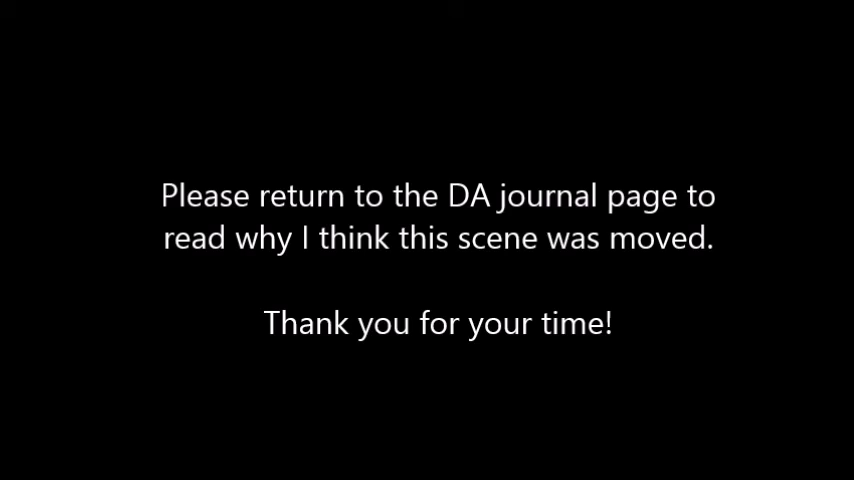 Please return to the DA journal page to
read why I think this scene was moved.
Thank you for your time!